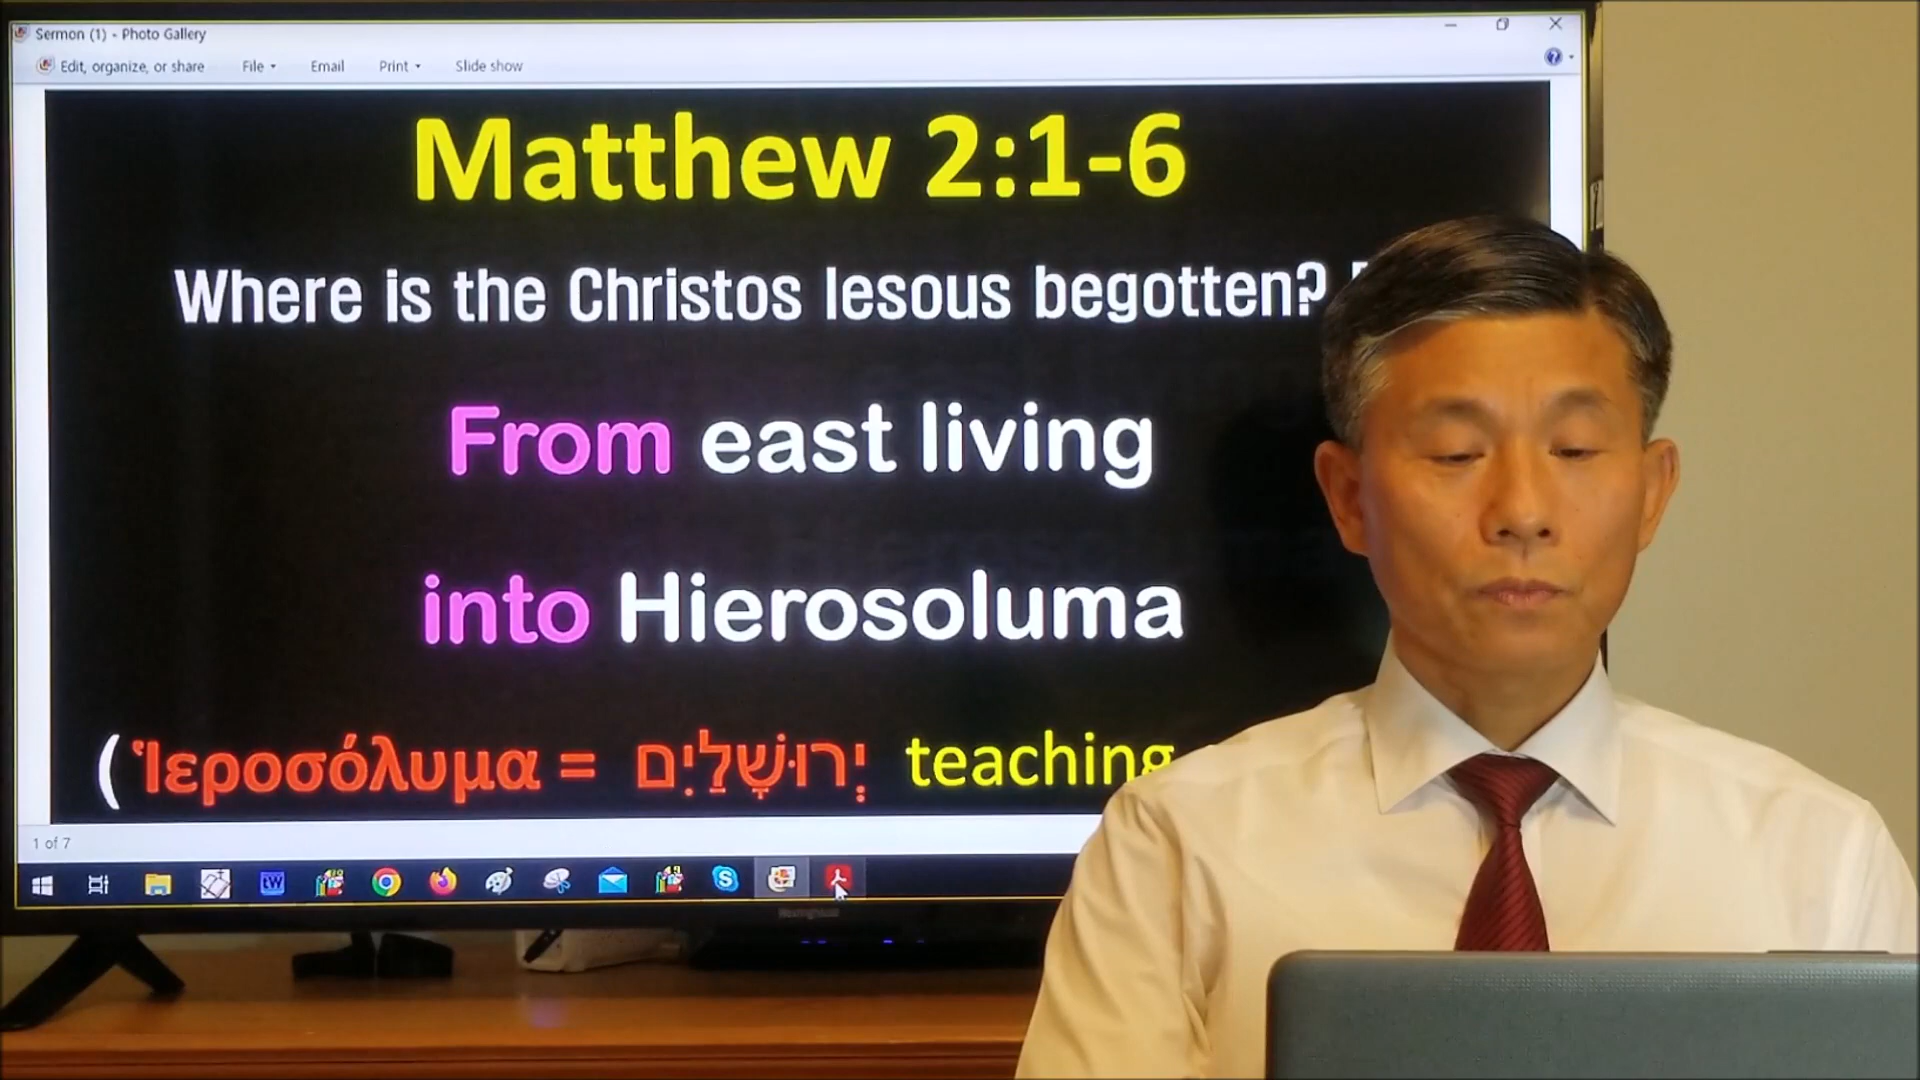 Sermon (1) - Photo Gallery
Edit, organize, or share File Email Print Slide show
Matthew 2:1-6
Where is the Christos Iesous begotten?
From east living
into Hierosoluma
(Ἱεροσόλυμα = יְרוּשָׁלַיִם teaching
1 of 7